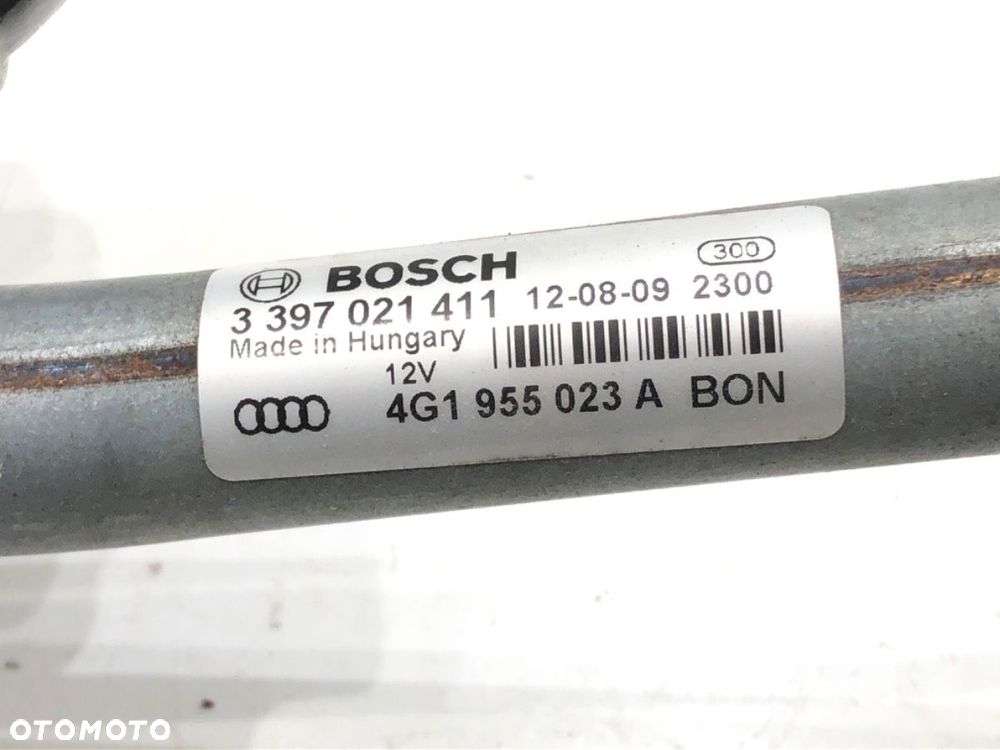 BOSCH 300
3 397 021 411 12-08-09 2300
Made in Hungary
12V
4G1 955 023 A BON
OTOMOTO